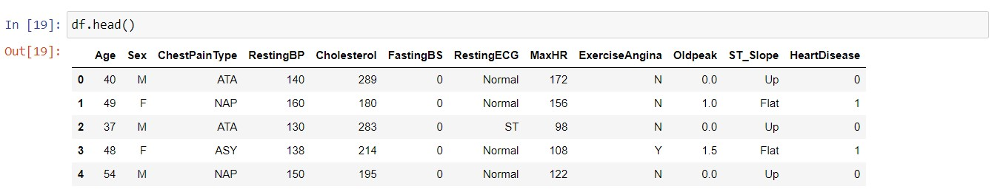 In [19]: df.head()
Out[19]:
Age Sex ChestPainType RestingBP Cholesterol FastingBS RestingECG MaxHR ExerciseAngina Oldpeak ST_Slope HeartDisease
0 40 M ATA 140 289 0 Normal 172 N 0.0 Up 0
1 49 F NAP 160 180 0 Normal 156 N 1.0 Flat 1
2 37 M ATA 130 283 0 ST 98 N 0.0 Up 0
3 48 F ASY 138 214 0 Normal 108 Y 1.5 Flat 1
4 54 M NAP 150 195 0 Normal 122 N 0.0 Up 0